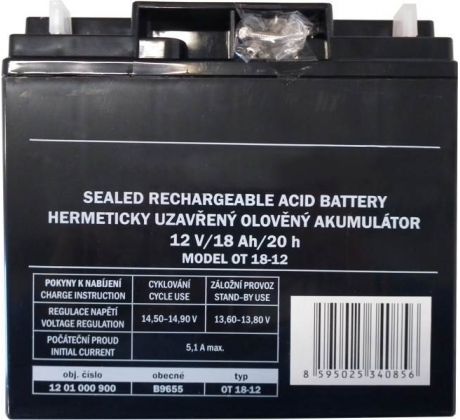 SEALED RECHARGEABLE ACID BATTERY
HERMETICKY UZAVŘENÝ OLOVĚNÝ AKUMULÁTOR
12 V/18 Ah/20 h
MODEL OT 18-12
POKYNY K NABÍJENÍ CYKLOVÁNÍ ZÁLOŽNÍ PROVOZ
CHARGE INSTRUCTION CYCLE USE STAND-BY USE
REGULACE NAPĚTÍ
VOLTAGE REGULATION 14,50–14,90 V 13,60–13,80 V
POČÁTEČNÍ PROUD
INITIAL CURRENT 5,1 A max.
obj. číslo obecné typ
12 01 000 900 B9655 OT 18-12
8 595025 340856